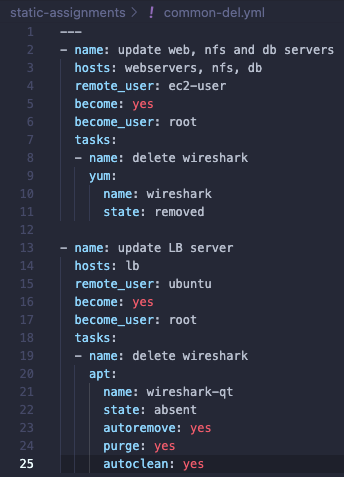 static-assignments > ! common-del.yml
1 ---
2 - name: update web, nfs and db servers
3   hosts: webservers, nfs, db
4   remote_user: ec2-user
5   become: yes
6   become_user: root
7   tasks:
8   - name: delete wireshark
9     yum:
10       name: wireshark
11       state: removed
12
13 - name: update LB server
14   hosts: lb
15   remote_user: ubuntu
16   become: yes
17   become_user: root
18   tasks:
19   - name: delete wireshark
20     apt:
21       name: wireshark-qt
22       state: absent
23       autoremove: yes
24       purge: yes
25       autoclean: yes